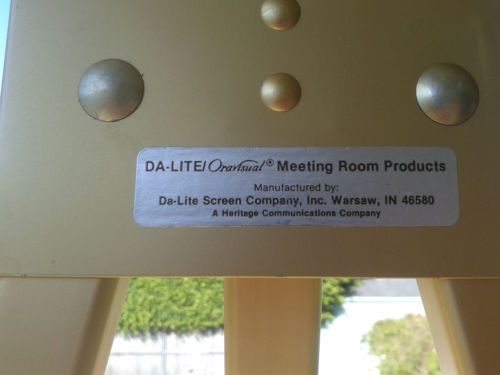 DA-LITE/Oravisual® Meeting Room Products
Manufactured by:
Da-Lite Screen Company, Inc. Warsaw, IN 46580
A Heritage Communications Company